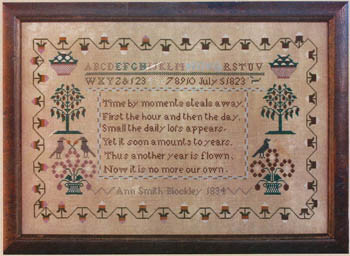 ABCDEFGHIJKLM RSTUV
WXYZ&123 78910 July 5 1823
Time by moments steals away.
First the hour and then the day.
Small the daily loſs appears.
Yet it soon amounts to years.
Thus another year is flown.
Now it is no more our own.
Ann Smith Blockley 1834